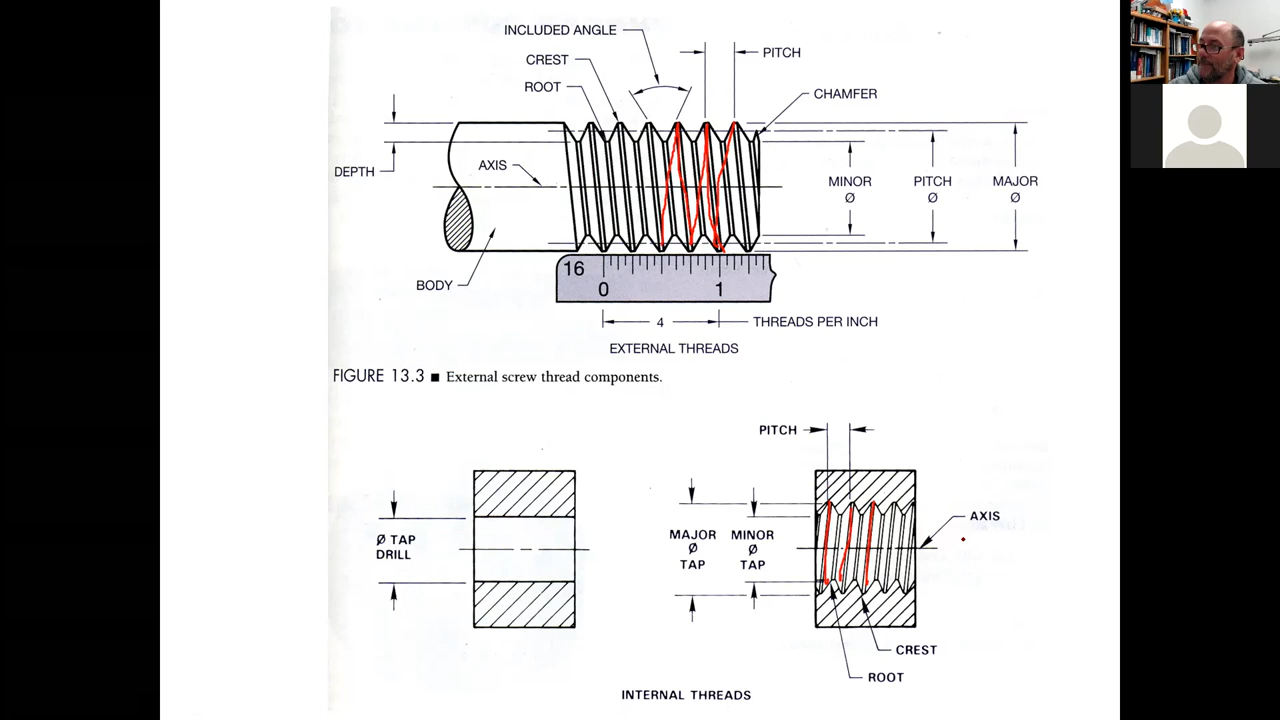 INCLUDED ANGLE
CREST
PITCH
ROOT
CHAMFER
DEPTH
AXIS
MINOR
Ø
PITCH
Ø
MAJOR
Ø
BODY
16
0
1
4
THREADS PER INCH
EXTERNAL THREADS
FIGURE 13.3 ■ External screw thread components.
PITCH
Ø TAP
DRILL
MAJOR
Ø
TAP
MINOR
Ø
TAP
AXIS
CREST
ROOT
INTERNAL THREADS